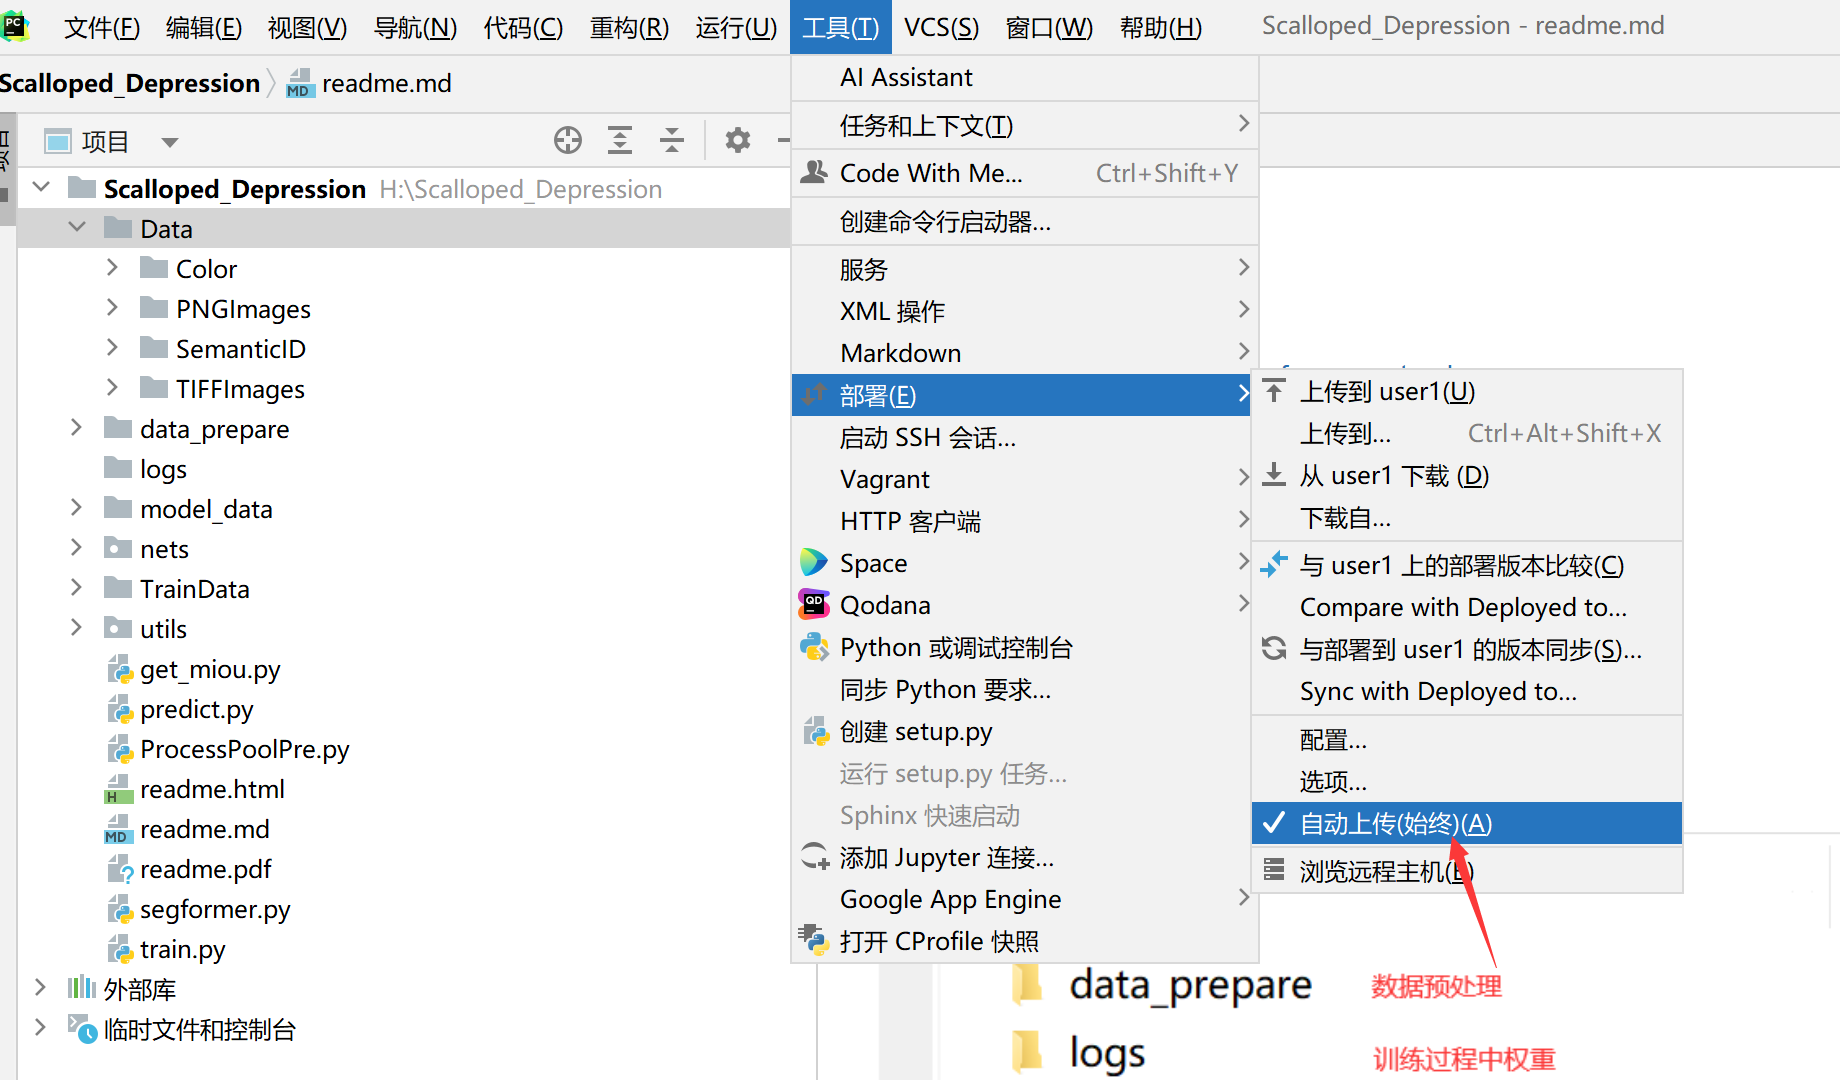 文件(F) 编辑(E) 视图(V) 导航(N) 代码(C) 重构(R) 运行(U) 工具(T) VCS(S) 窗口(W) 帮助(H) Scalloped_Depression - readme.md
Scalloped_Depression readme.md
项目
Scalloped_Depression H:\Scalloped_Depression
Data
Color
PNGImages
SemanticID
TIFFImages
data_prepare
logs
model_data
nets
TrainData
utils
get_miou.py
predict.py
ProcessPoolPre.py
readme.html
readme.md
readme.pdf
segformer.py
train.py
外部库
临时文件和控制台
AI Assistant
任务和上下文(T)
Code With Me... Ctrl+Shift+Y
创建命令行启动器...
服务
XML 操作
Markdown
部署(E)
启动 SSH 会话...
Vagrant
HTTP 客户端
Space
Qodana
Python 或调试控制台
同步 Python 要求...
创建 setup.py
运行 setup.py 任务...
Sphinx 快速启动
添加 Jupyter 连接...
Google App Engine
打开 CProfile 快照
上传到 user1(U)
上传到... Ctrl+Alt+Shift+X
从 user1 下载 (D)
下载自...
与 user1 上的部署版本比较(C)
Compare with Deployed to...
与部署到 user1 的版本同步(S)...
Sync with Deployed to...
配置...
选项...
自动上传(始终)(A)
浏览远程主机(B)
data_prepare 数据预处理
logs 训练过程中权重